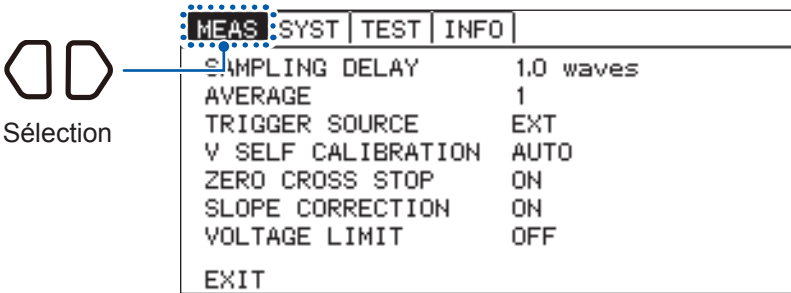 MEAS SYST TEST INFO
SAMPLING DELAY 1.0 waves
AVERAGE 1
TRIGGER SOURCE EXT
V SELF CALIBRATION AUTO
ZERO CROSS STOP ON
SLOPE CORRECTION ON
VOLTAGE LIMIT OFF
EXIT
Sélection